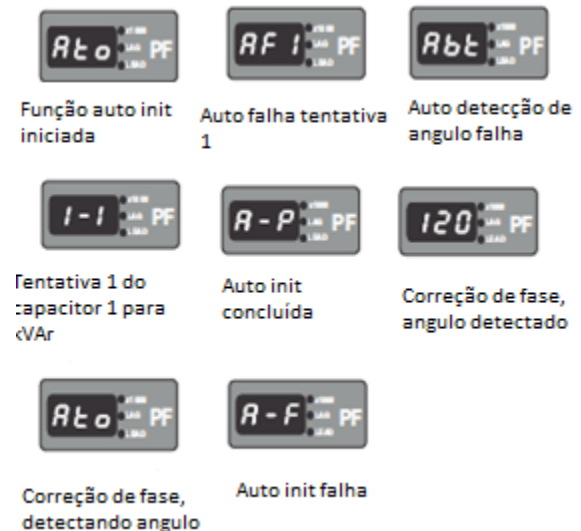 Ato PF
AF1 PF
Abt PF
Função auto init
iniciada
Auto falha tentativa
1
Auto detecção de
angulo falha
1-1 PF
A-P PF
120 PF
Tentativa 1 do
capacitor 1 para
kVAr
Auto init
concluída
Correção de fase,
angulo detectado
Ato PF
A-F PF
Correção de fase,
detectando angulo
Auto init falha